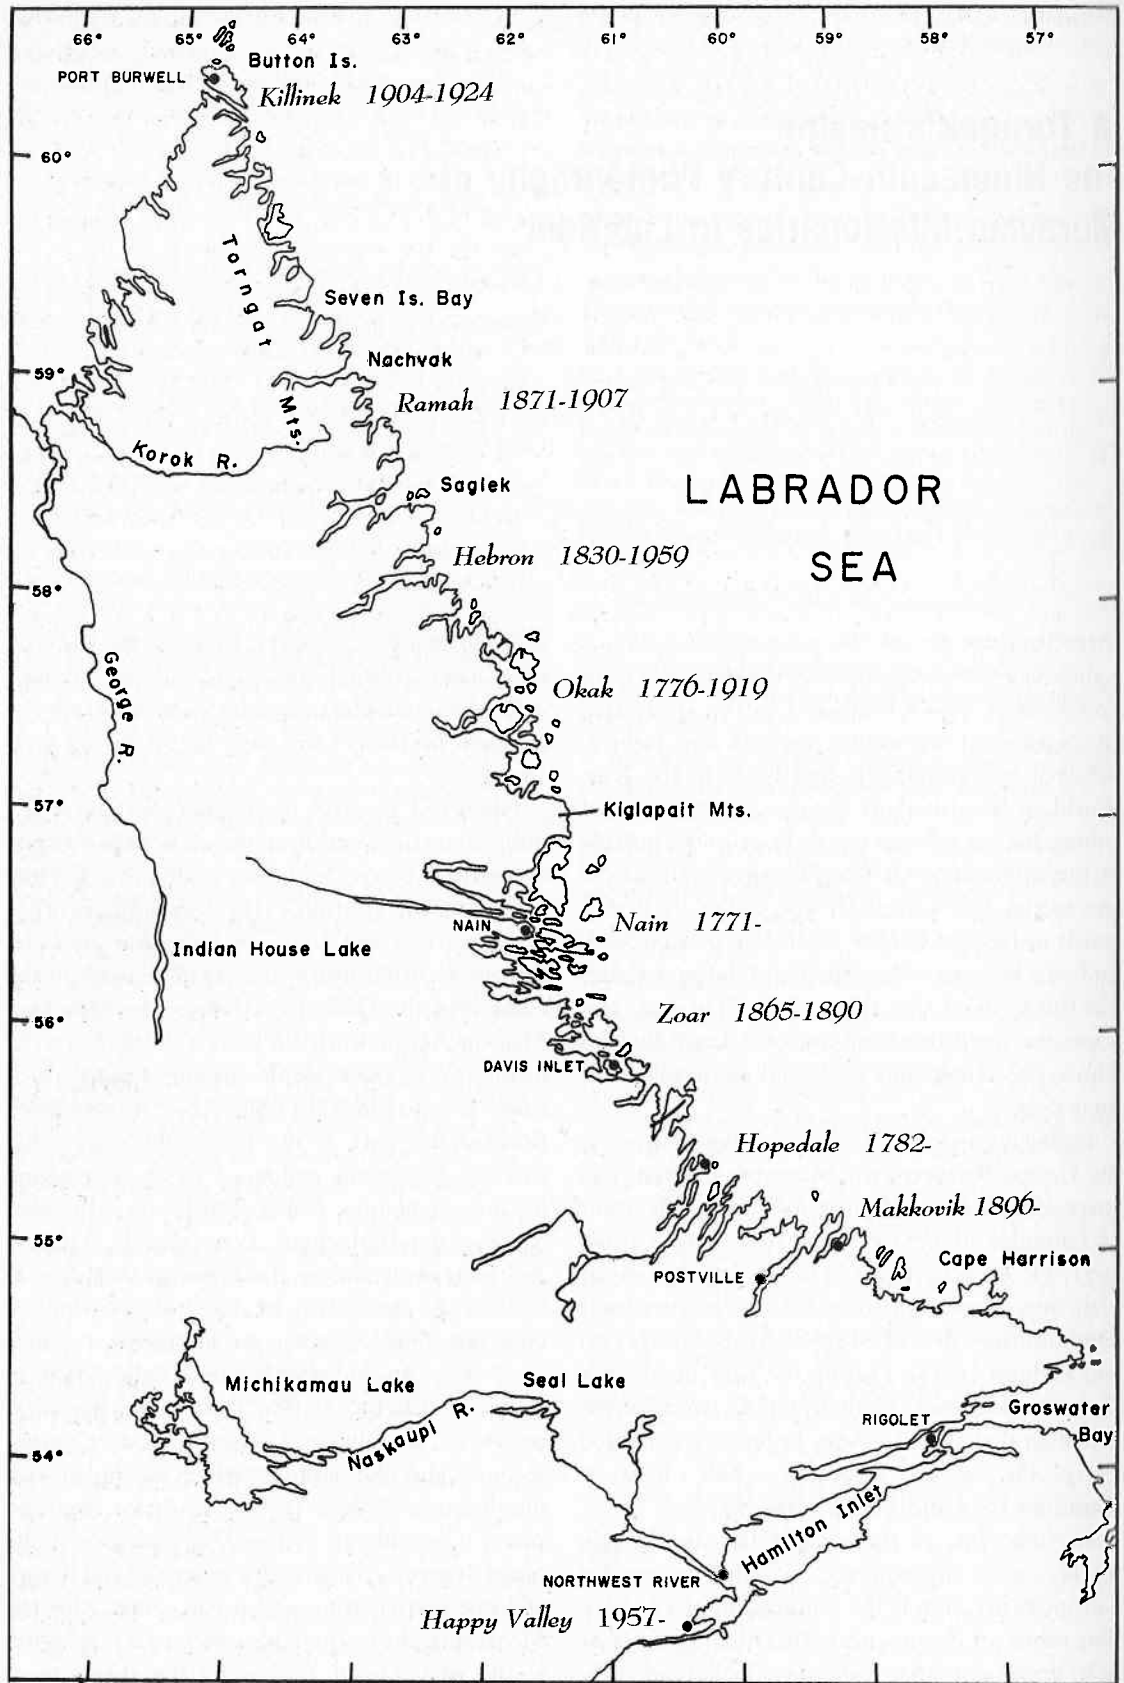 66° 65° 64° 63° 62° 61° 60° 59° 58° 57°
Button Is.
PORT BURWELL
Killinek 1904-1924
60°
Torngat Mts.
Seven Is. Bay
Nachvak
59°
Ramah 1871-1907
Korok R.
Saglek
LABRADOR
SEA
Hebron 1830-1959
58°
George R.
Okak 1776-1919
57°
Kiglapait Mts.
NAIN
Nain 1771-
Indian House Lake
Zoar 1865-1890
56°
DAVIS INLET
Hopedale 1782-
Makkovik 1896-
55°
Cape Harrison
POSTVILLE
Michikamau Lake
Seal Lake
Naskaupi R.
Groswater
Bay
RIGOLET
54°
Hamilton Inlet
NORTHWEST RIVER
Happy Valley 1957-